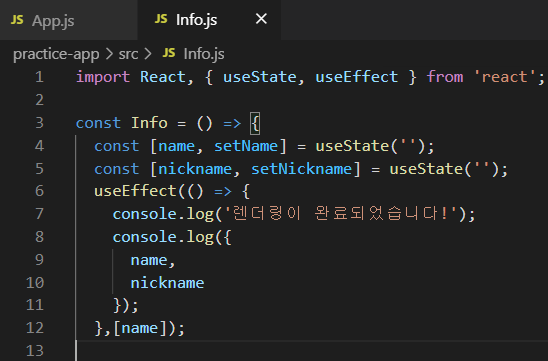 JS App.js JS Info.js ×
practice-app > src > JS Info.js
1 import React, { useState, useEffect } from 'react';
2
3 const Info = () => {
4 const [name, setName] = useState('');
5 const [nickname, setNickname] = useState('');
6 useEffect(() => {
7 console.log('렌더링이 완료되었습니다!');
8 console.log({
9 name,
10 nickname
11 });
12 },[name]);
13